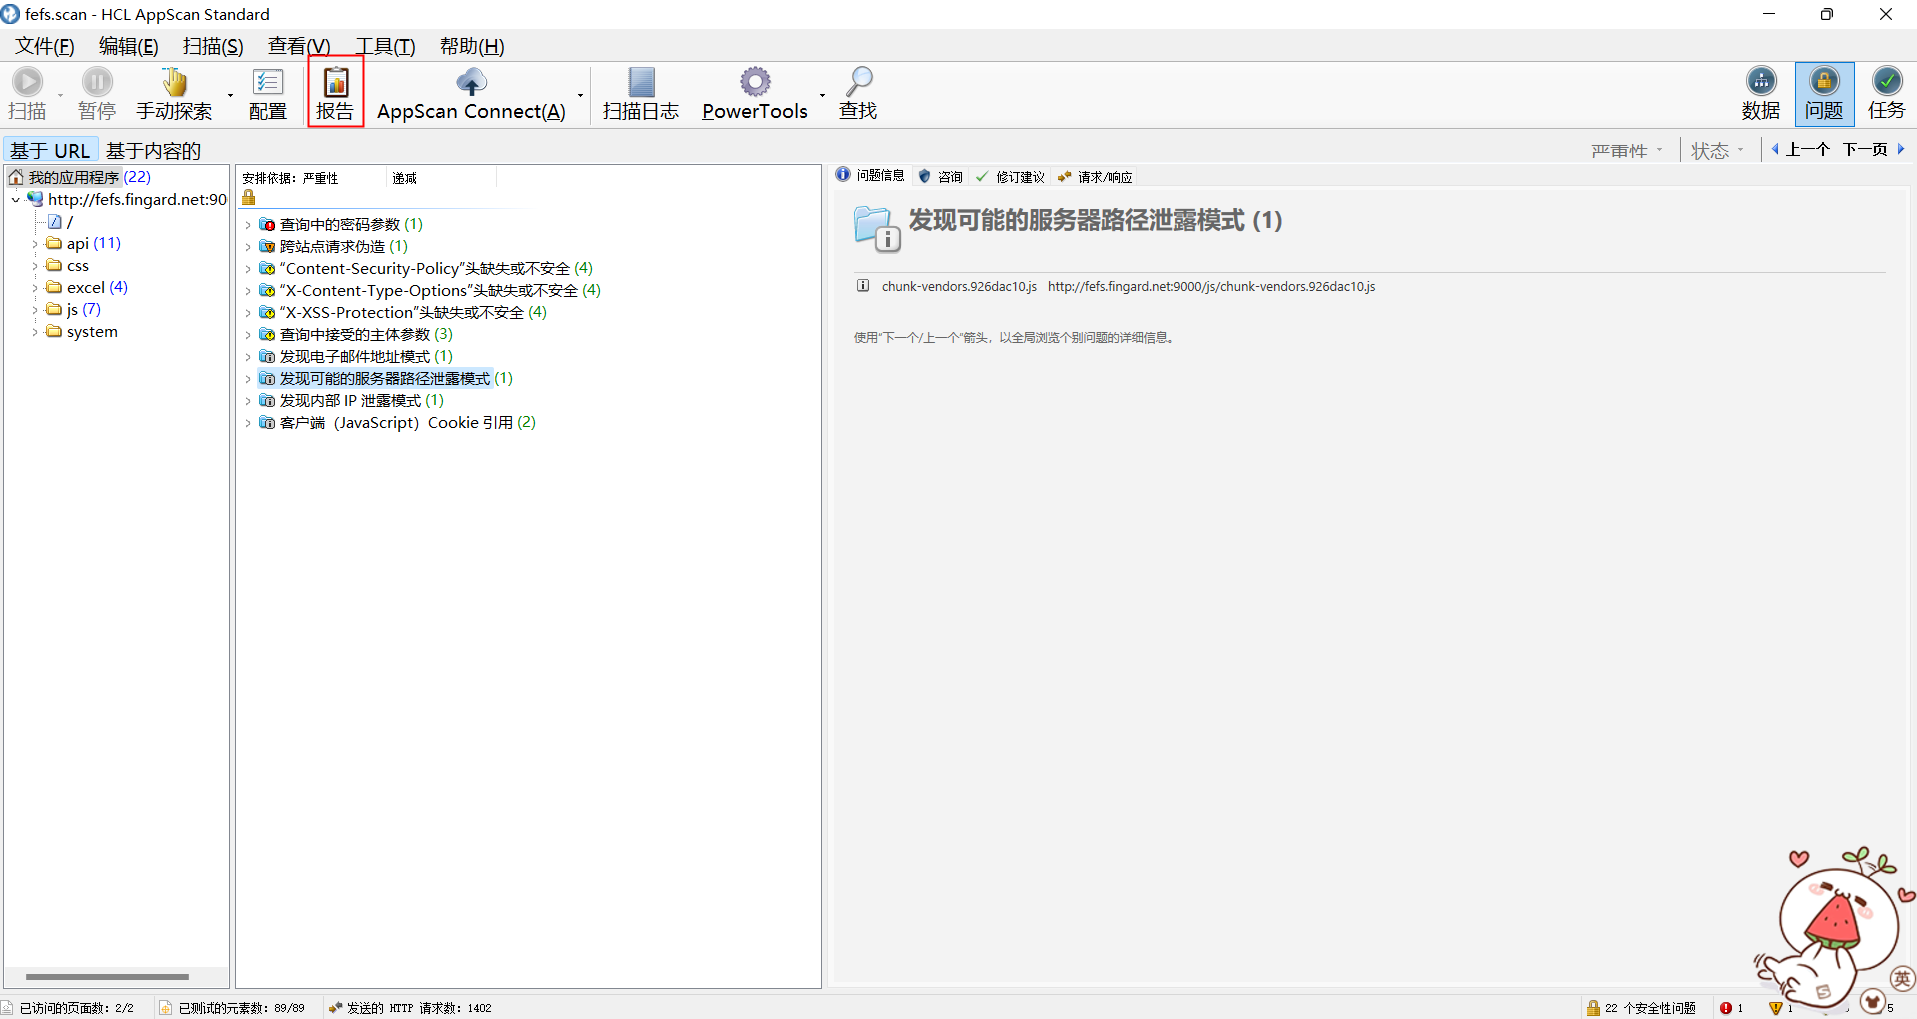 fefs.scan - HCL AppScan Standard
文件(F) 编辑(E) 扫描(S) 查看(V) 工具(T) 帮助(H)
扫描 暂停 手动探索 配置 报告 AppScan Connect(A) 扫描日志 PowerTools 查找 数据 问题 任务
基于 URL 基于内容的 严重性 状态 上一个 下一页
我的应用程序 (22)
http://fefs.fingard.net:90
/
api (11)
css
excel (4)
js (7)
system
安排依据: 严重性 递减
查询中的密码参数 (1)
跨站点请求伪造 (1)
“Content-Security-Policy”头缺失或不安全 (4)
“X-Content-Type-Options”头缺失或不安全 (4)
“X-XSS-Protection”头缺失或不安全 (4)
查询中接受的主体参数 (3)
发现电子邮件地址模式 (1)
发现可能的服务器路径泄露模式 (1)
发现内部 IP 泄露模式 (1)
客户端（JavaScript）Cookie 引用 (2)
问题信息 咨询 修订建议 请求/响应
发现可能的服务器路径泄露模式 (1)
chunk-vendors.926dac10.js http://fefs.fingard.net:9000/js/chunk-vendors.926dac10.js
使用“下一个/上一个”箭头，以全局浏览个别问题的详细信息。
英
S
已访问的页面数: 2/2 已测试的元素数: 89/89 发送的 HTTP 请求数: 1402 22 个安全性问题 1 1 5